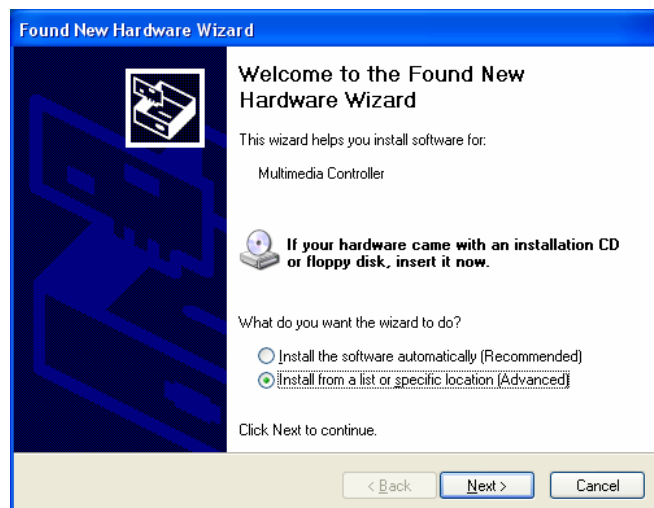 Found New Hardware Wizard
Welcome to the Found New
Hardware Wizard
This wizard helps you install software for:
Multimedia Controller
If your hardware came with an installation CD
or floppy disk, insert it now.
What do you want the wizard to do?
Install the software automatically (Recommended)
Install from a list or specific location (Advanced)
Click Next to continue.
< Back Next > Cancel